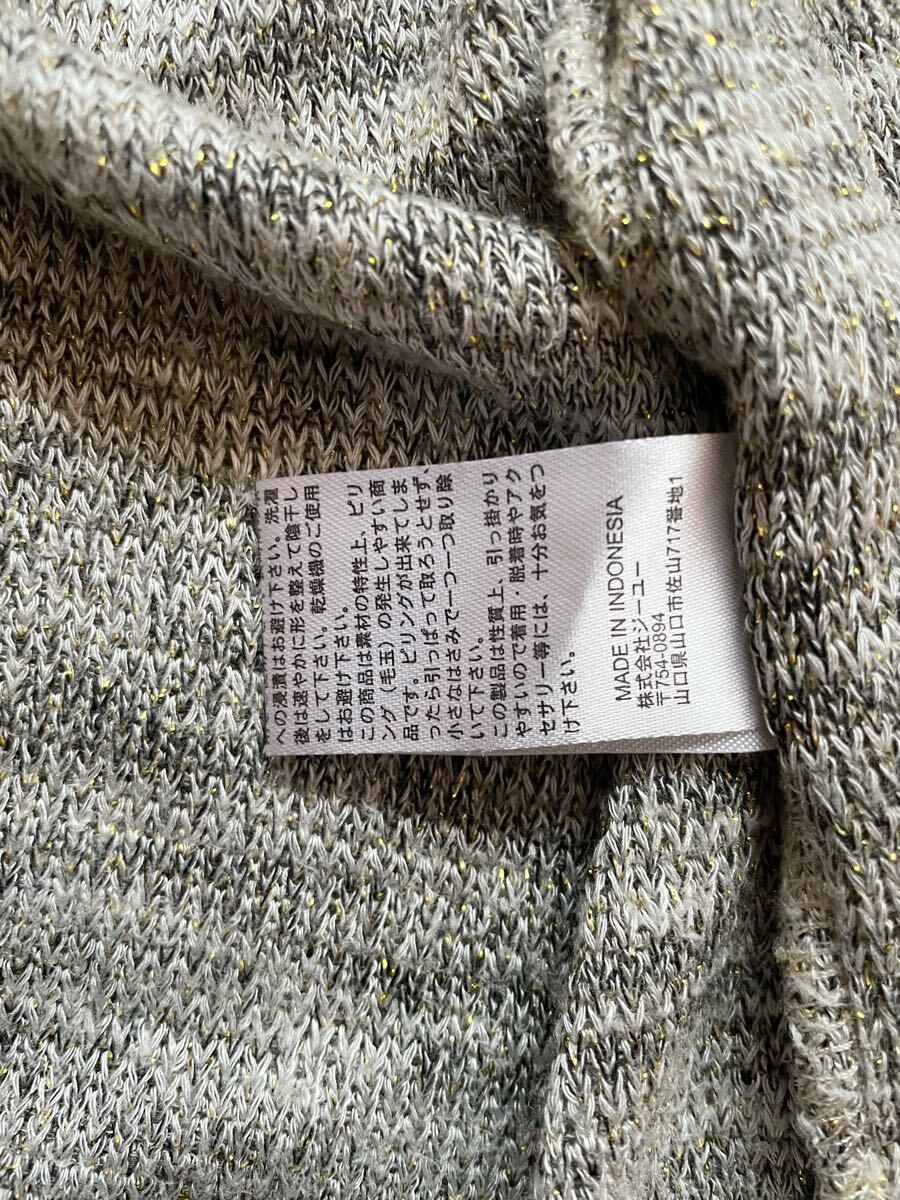 への浸漬はお避け下さい。洗濯
後は速やかに形を整えて陰干し
をして下さい。乾燥機のご使用
はお避け下さい。
この商品は素材の特性上、ピリ
ング（毛玉）の発生しやすい商
品です。ピリングが出来てしま
ったら引っぱって取ろうとせず、
小さなはさみで一つ一つ取り除
いて下さい。
この製品は性質上、引っ掛かり
やすいので着用・脱着時やアク
セサリー等には、十分お気をつ
け下さい。
MADE IN INDONESIA
株式会社ジーユー
〒754-0894
山口県山口市佐山717番地1